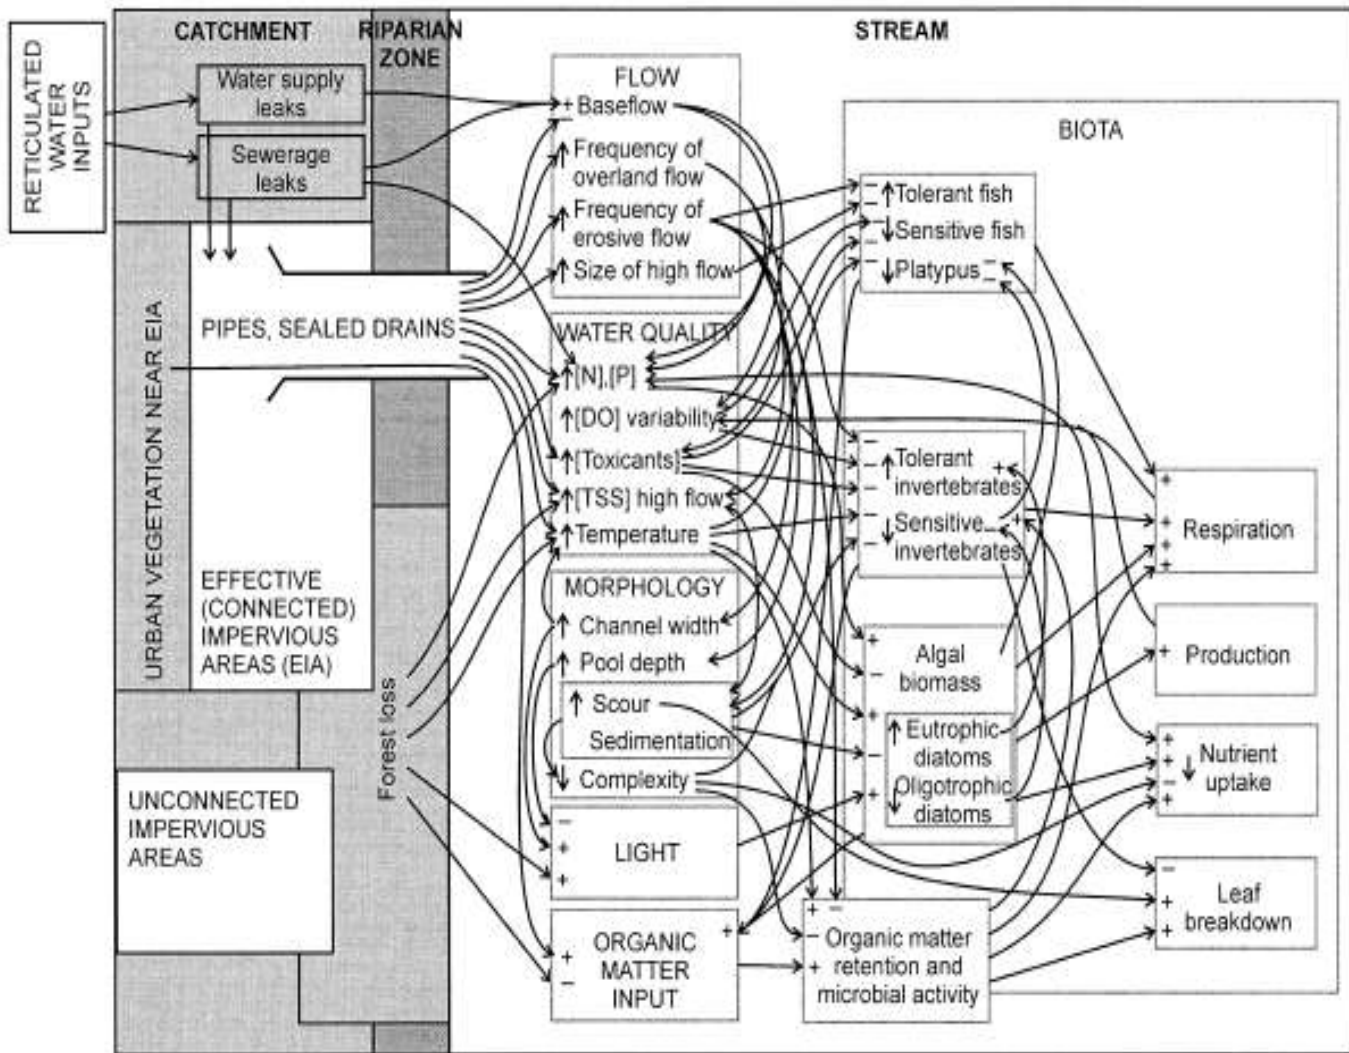 CATCHMENT
RIPARIAN
ZONE
STREAM
RETICULATED
WATER
INPUTS
Water supply
leaks
Sewerage
leaks
PIPES, SEALED DRAINS
URBAN VEGETATION NEAR EIA
EFFECTIVE
(CONNECTED)
IMPERVIOUS
AREAS (EIA)
UNCONNECTED
IMPERVIOUS
AREAS
Forest loss
FLOW
+ Baseflow
−
↑ Frequency of
overland flow
↑ Frequency of
erosive flow
↑ Size of high flow
WATER QUALITY
↑[N],[P]
↑[DO] variability
↑[Toxicants]
↑[TSS] high flow
↑Temperature
MORPHOLOGY
↑ Channel width
↑ Pool depth
↑ Scour
Sedimentation
↓ Complexity
LIGHT
−
+
+
ORGANIC
MATTER
INPUT
+
+
−
BIOTA
− ↑Tolerant fish
−
− ↓Sensitive fish
−
− ↓Platypus −
−
−
− ↑ Tolerant +
− invertebrates
− ↓ Sensitive − +
− invertebrates
+ Algal
− biomass
+ ↑ Eutrophic
− diatoms
+ ↓ Oligotrophic
diatoms
+ −
− Organic matter
+ retention and
microbial activity
+
+ Respiration
+
+
+ Production
+
+ ↓ Nutrient
− uptake
+
−
+ Leaf
+ breakdown